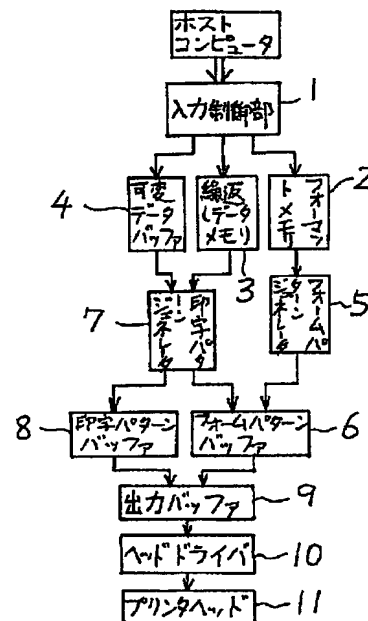 ホスト
コンピュータ
1
入力制御部
4
可変
データ
バッファ
繰返
しデータ
メモリ
3
フォーマッ
トメモリ
2
7
印字パタ
ーン
ジェネレータ
フォームパ
ターン
ジェネレータ
5
8
印字パターン
バッファ
フォームパターン
バッファ
6
出力バッファ
9
ヘッドドライバ
10
プリンタヘッド
11